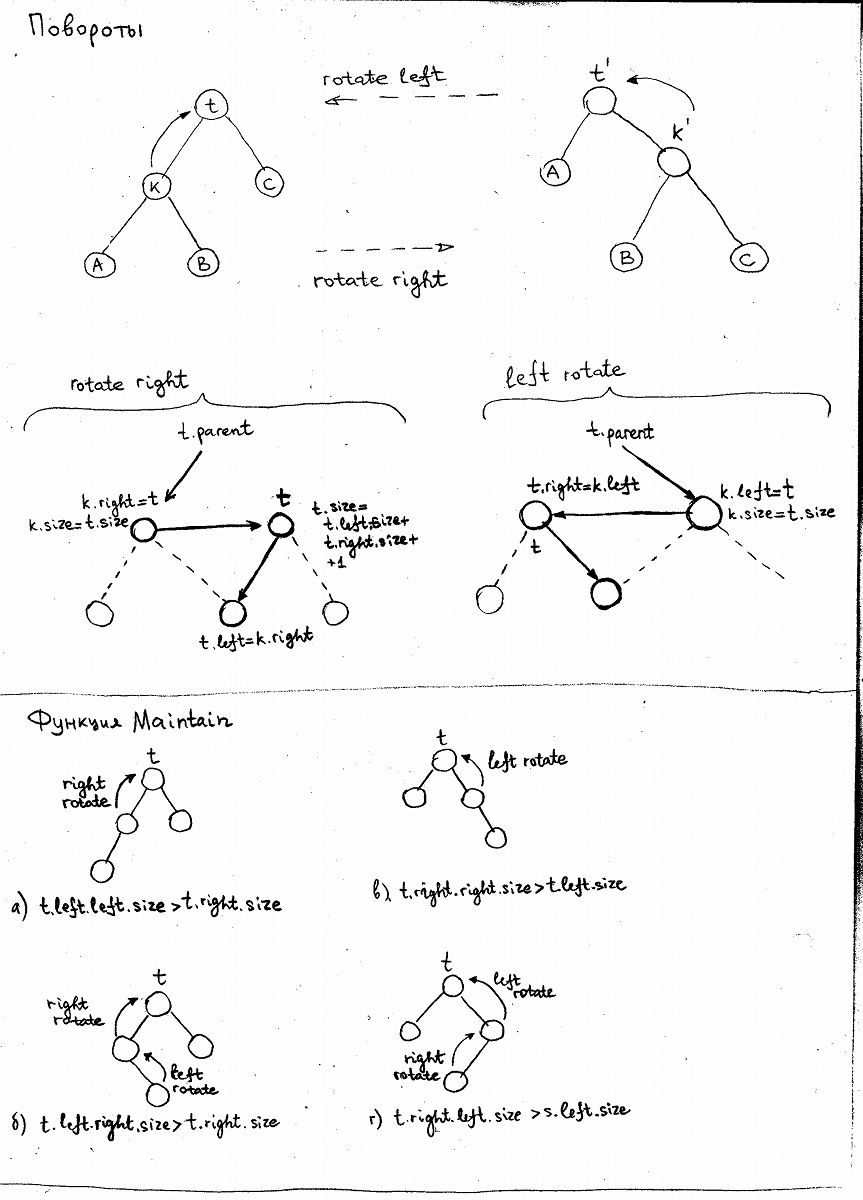 Повороты
rotate left
t
K
C
A
B
t'
k'
A
B
C
rotate right
rotate right
t.parent
k.right=t
k.size=t.size
t
t.size=
t.left.size+
t.right.size+
+1
t.left=k.right
left rotate
t.parent
t.right=k.left
t
k.left=t
k.size=t.size
Функция Maintain
t
right
rotate
а) t.left.left.size>t.right.size
t
left rotate
в) t.right.right.size>t.left.size
t
right
rotate
left
rotate
б) t.left.right.size>t.right.size
t
left
rotate
right
rotate
г) t.right.left.size >s.left.size